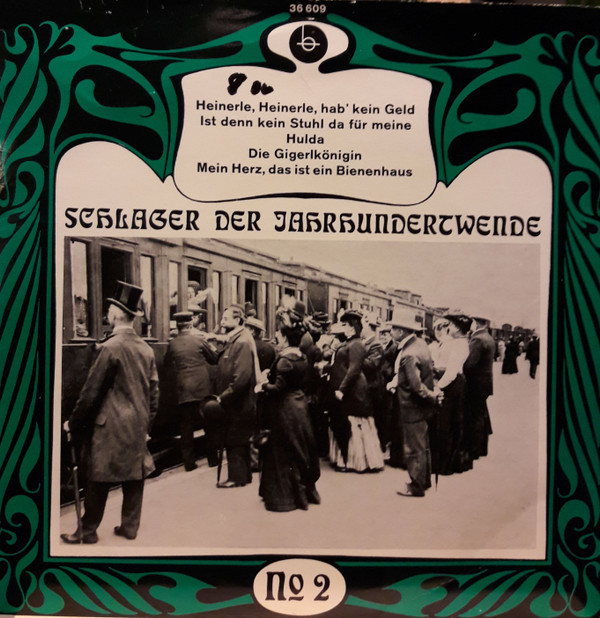 36 609
Heinerle, Heinerle, hab' kein Geld
Ist denn kein Stuhl da für meine
Hulda
Die Gigerlkönigin
Mein Herz, das ist ein Bienenhaus
SCHLAGER DER JAHRHUNDERTWENDE
No 2